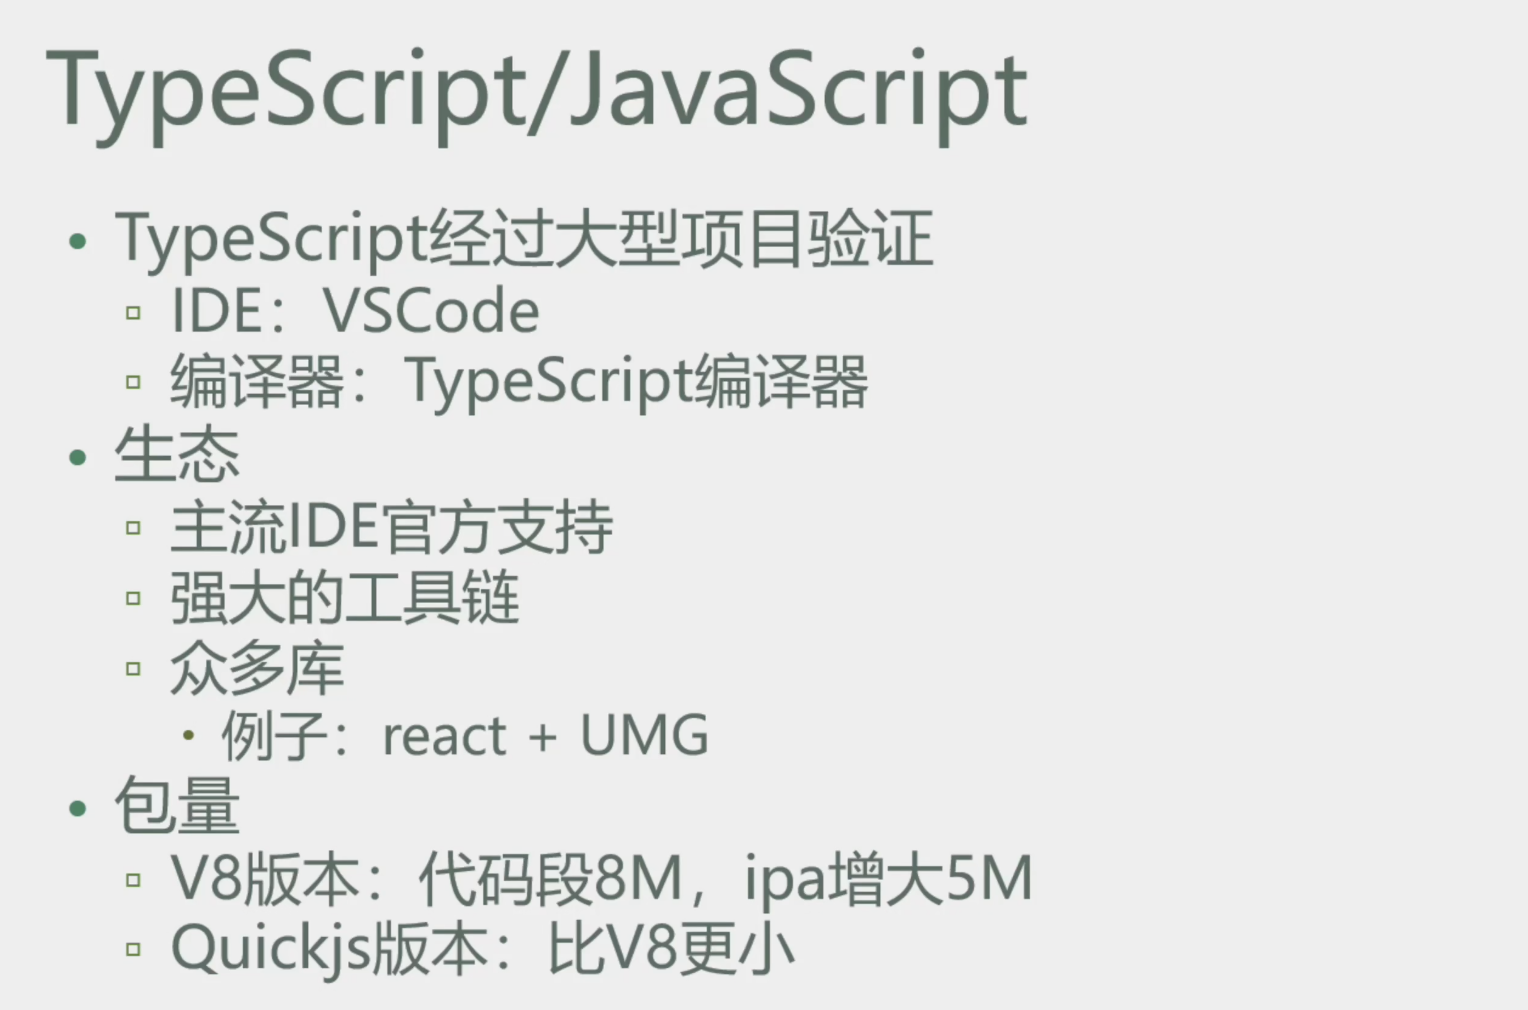 TypeScript/JavaScript
TypeScript经过大型项目验证
IDE：VSCode
编译器：TypeScript编译器
生态
主流IDE官方支持
强大的工具链
众多库
例子：react + UMG
包量
V8版本：代码段8M，ipa增大5M
Quickjs版本：比V8更小